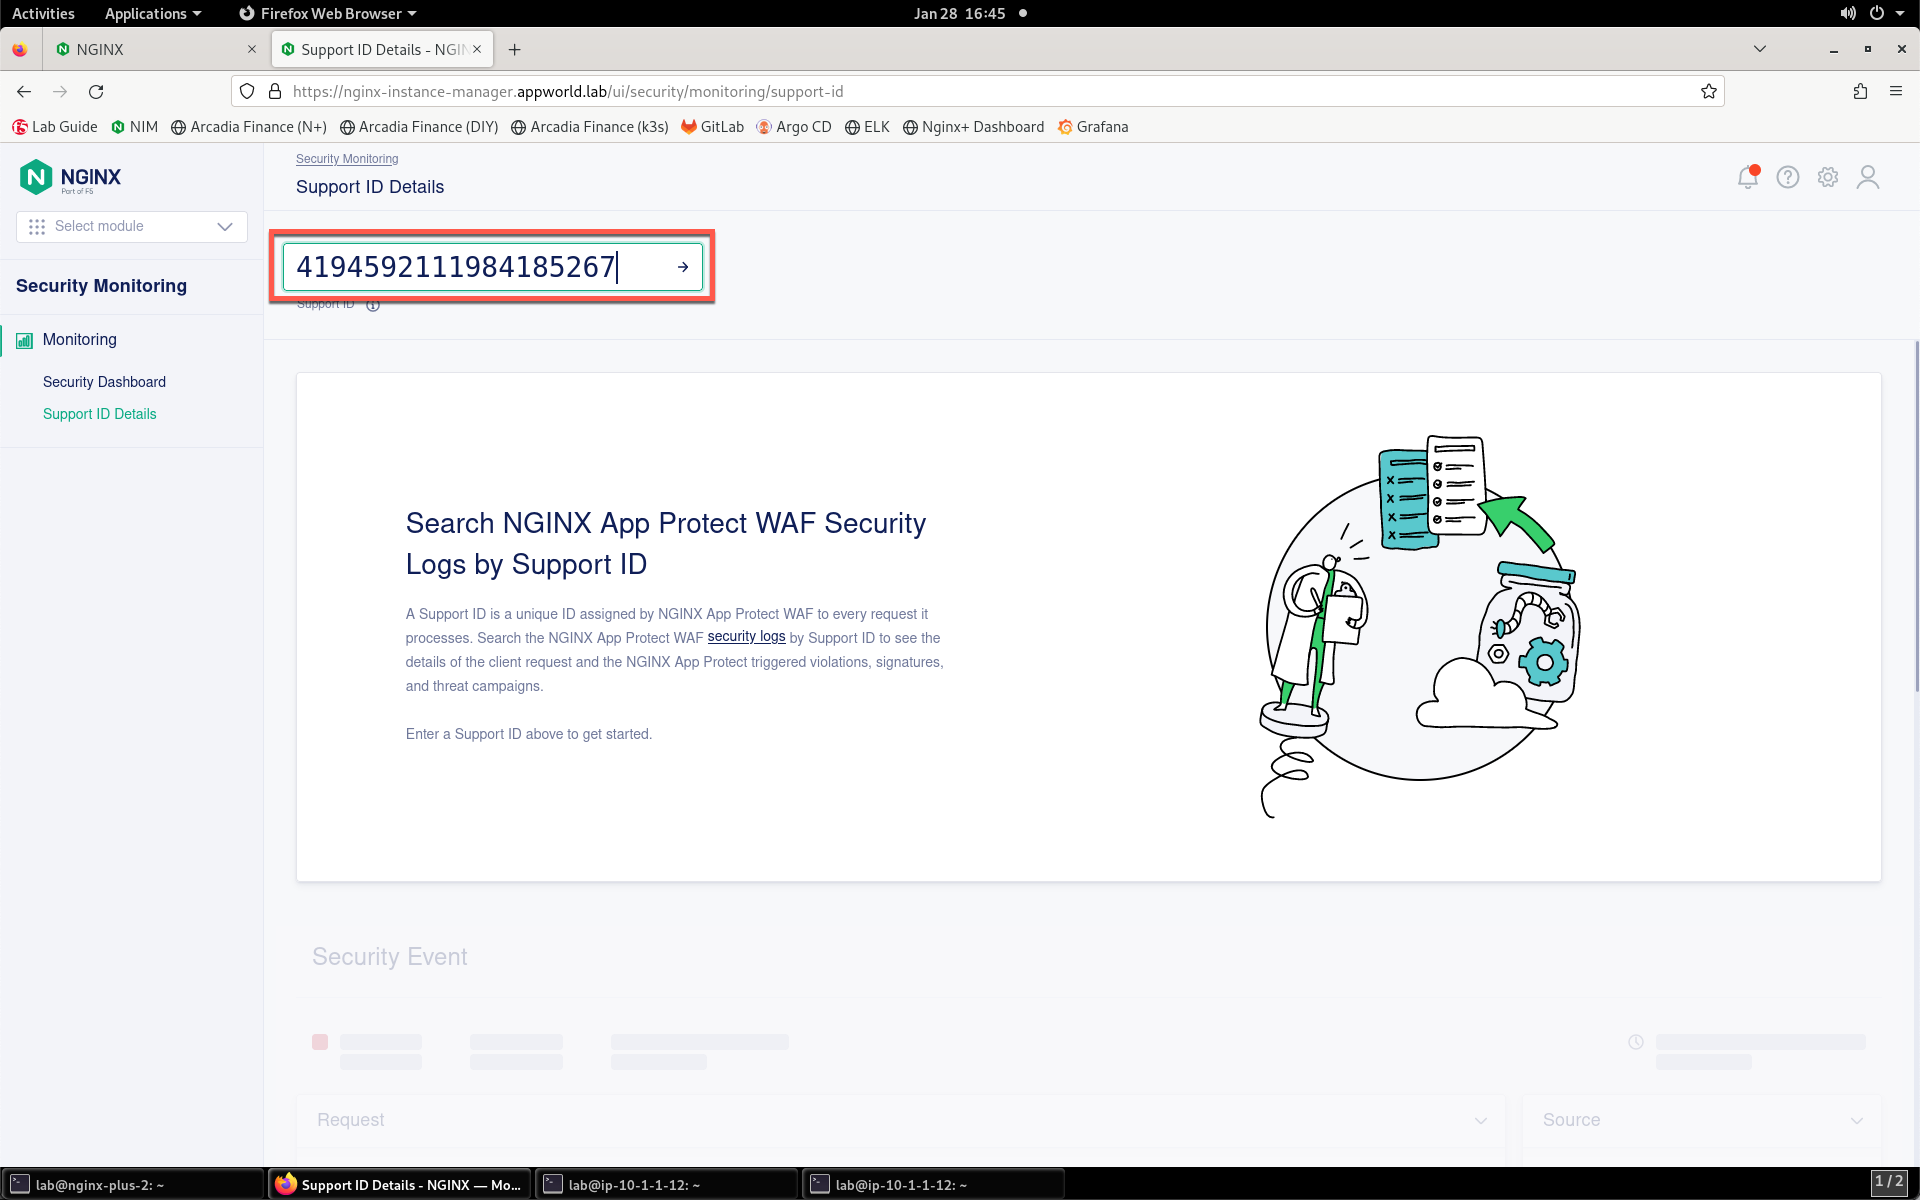 Activities Applications Firefox Web Browser Jan 28 16:45
NGINX Support ID Details - NGIN
https://nginx-instance-manager.appworld.lab/ui/security/monitoring/support-id
Lab Guide NIM Arcadia Finance (N+) Arcadia Finance (DIY) Arcadia Finance (k3s) GitLab Argo CD ELK Nginx+ Dashboard Grafana
NGINX
Part of F5
Select module
Security Monitoring
Monitoring
Security Dashboard
Support ID Details
Security Monitoring
Support ID Details
4194592111984185267
Support ID
Search NGINX App Protect WAF Security
Logs by Support ID
A Support ID is a unique ID assigned by NGINX App Protect WAF to every request it
processes. Search the NGINX App Protect WAF security logs by Support ID to see the
details of the client request and the NGINX App Protect triggered violations, signatures,
and threat campaigns.
Enter a Support ID above to get started.
Security Event
Request Source
lab@nginx-plus-2: ~ Support ID Details - NGINX — Mo... lab@ip-10-1-1-12: ~ lab@ip-10-1-1-12: ~ 1 / 2